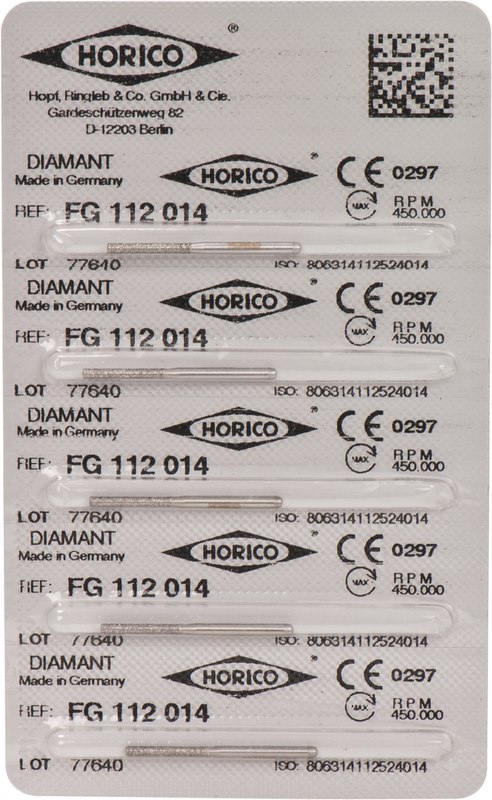 HORICO ®
Hopf, Ringleb & Co. GmbH & Cie.
Gardeschützenweg 82
D-12203 Berlin
DIAMANT HORICO ® CE 0297
Made in Germany
REF: FG 112 014 MAX RPM 450.000
LOT 77640 ISO: 806314112524014
DIAMANT HORICO ® CE 0297
Made in Germany
REF: FG 112 014 MAX RPM 450.000
LOT 77640 ISO: 806314112524014
DIAMANT HORICO ® CE 0297
Made in Germany
REF: FG 112 014 MAX RPM 450.000
LOT 77640 ISO: 806314112524014
DIAMANT HORICO ® CE 0297
Made in Germany
REF: FG 112 014 MAX RPM 450.000
LOT 77640 ISO: 806314112524014
DIAMANT HORICO ® CE 0297
Made in Germany
REF: FG 112 014 MAX RPM 450.000
LOT 77640 ISO: 806314112524014